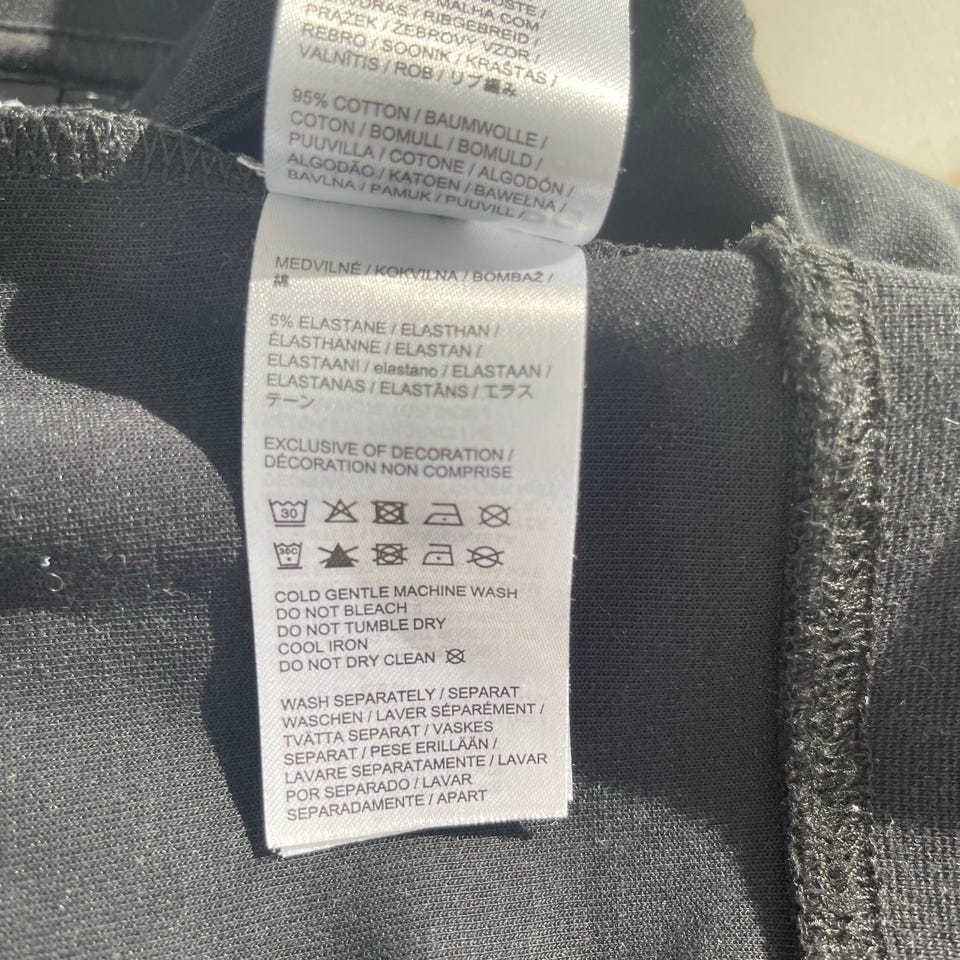 MALHA COM
PRAZEK / ŽEBROVÝ VZOR /
REBRO / SOONIK / KRAŠTAS /
VALNĪTIS / ROB / リブ編み
95% COTTON / BAUMWOLLE /
COTON / BOMULL / BOMULD /
PUUVILLA / COTONE / ALGODÓN /
ALGODÃO / KATOEN / BAWEŁNA /
BAVLNA / PAMUK / PUUVILL /
MEDVILNĖ / KOKVILNA / BOMBAŽ /
綿
5% ELASTANE / ELASTHAN /
ÉLASTHANNE / ELASTAN /
ELASTAANI / elastano / ELASTAAN /
ELASTANAS / ELASTĀNS / エラス
テーン
EXCLUSIVE OF DECORATION /
DÉCORATION NON COMPRISE
30
30C
COLD GENTLE MACHINE WASH
DO NOT BLEACH
DO NOT TUMBLE DRY
COOL IRON
DO NOT DRY CLEAN
WASH SEPARATELY / SEPARAT
WASCHEN / LAVER SÉPARÉMENT /
TVÄTTA SEPARAT / VASKES
SEPARAT / PESE ERILLÄÄN /
LAVARE SEPARATAMENTE / LAVAR
POR SEPARADO / LAVAR
SEPARADAMENTE / APART